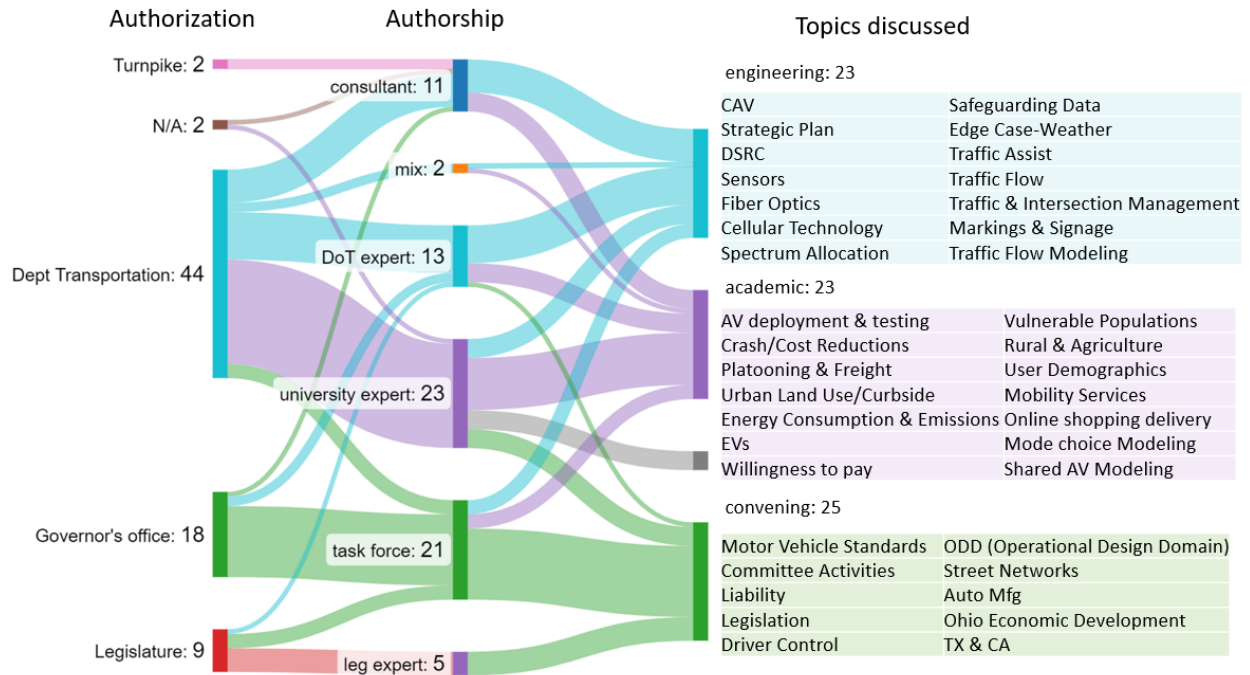 Authorization
Authorship
Topics discussed
Turnpike: 2
N/A: 2
Dept Transportation: 44
Governor's office: 18
Legislature: 9
consultant: 11
mix: 2
DoT expert: 13
university expert: 23
task force: 21
leg expert: 5
engineering: 23
CAV Safeguarding Data
Strategic Plan Edge Case-Weather
DSRC Traffic Assist
Sensors Traffic Flow
Fiber Optics Traffic & Intersection Management
Cellular Technology Markings & Signage
Spectrum Allocation Traffic Flow Modeling
academic: 23
AV deployment & testing Vulnerable Populations
Crash/Cost Reductions Rural & Agriculture
Platooning & Freight User Demographics
Urban Land Use/Curbside Mobility Services
Energy Consumption & Emissions Online shopping delivery
EVs Mode choice Modeling
Willingness to pay Shared AV Modeling
convening: 25
Motor Vehicle Standards ODD (Operational Design Domain)
Committee Activities Street Networks
Liability Auto Mfg
Legislation Ohio Economic Development
Driver Control TX & CA